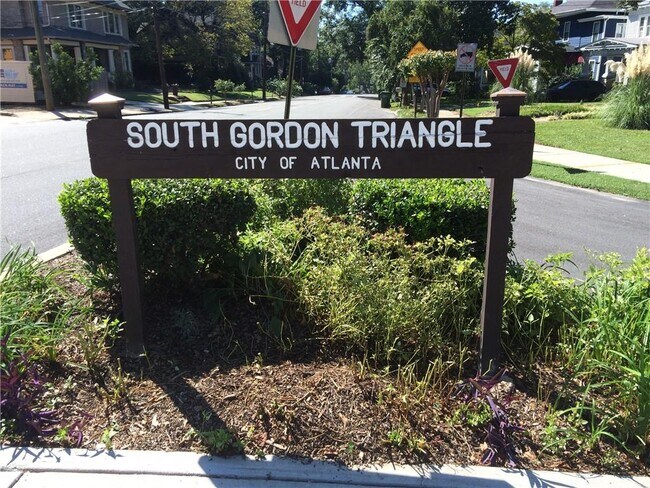 YIELD
SOUTH GORDON TRIANGLE
CITY OF ATLANTA